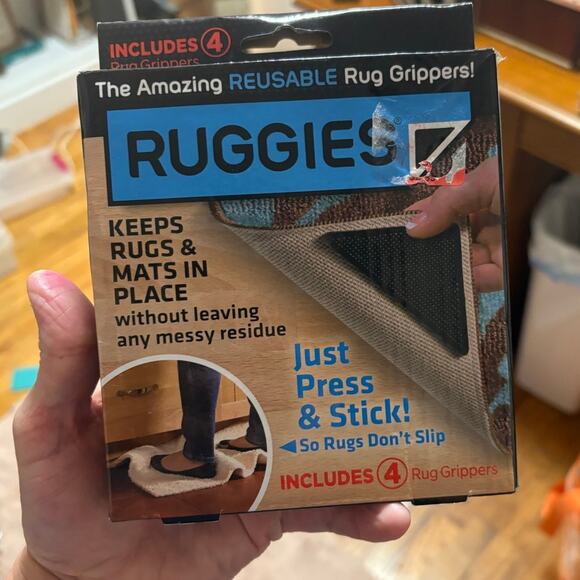 INCLUDES 4
Rug Grippers
The Amazing REUSABLE Rug Grippers!
RUGGIES®
KEEPS
RUGS &
MATS IN
PLACE
without leaving
any messy residue
Just
Press
& Stick!
So Rugs Don't Slip
INCLUDES 4 Rug Grippers